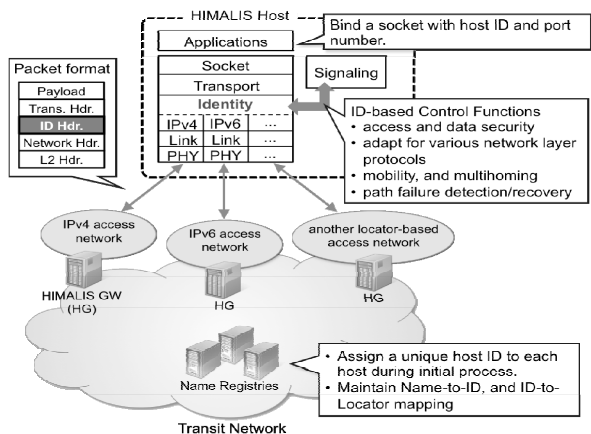 HIMALIS Host
Applications
Bind a socket with host ID and port
number.
Packet format
Payload
Trans. Hdr.
ID Hdr.
Network Hdr.
L2 Hdr.
Socket
Transport
Identity
IPv4 IPv6 ...
Link Link ...
PHY PHY
Signaling
ID-based Control Functions
• access and data security
• adapt for various network layer
protocols
• mobility, and multihoming
• path failure detection/recovery
IPv4 access
network
IPv6 access
network
another locator-based
access network
HIMALIS GW
(HG)
HG
HG
Name Registries
• Assign a unique host ID to each
host during initial process.
• Maintain Name-to-ID, and ID-to-
Locator mapping
Transit Network